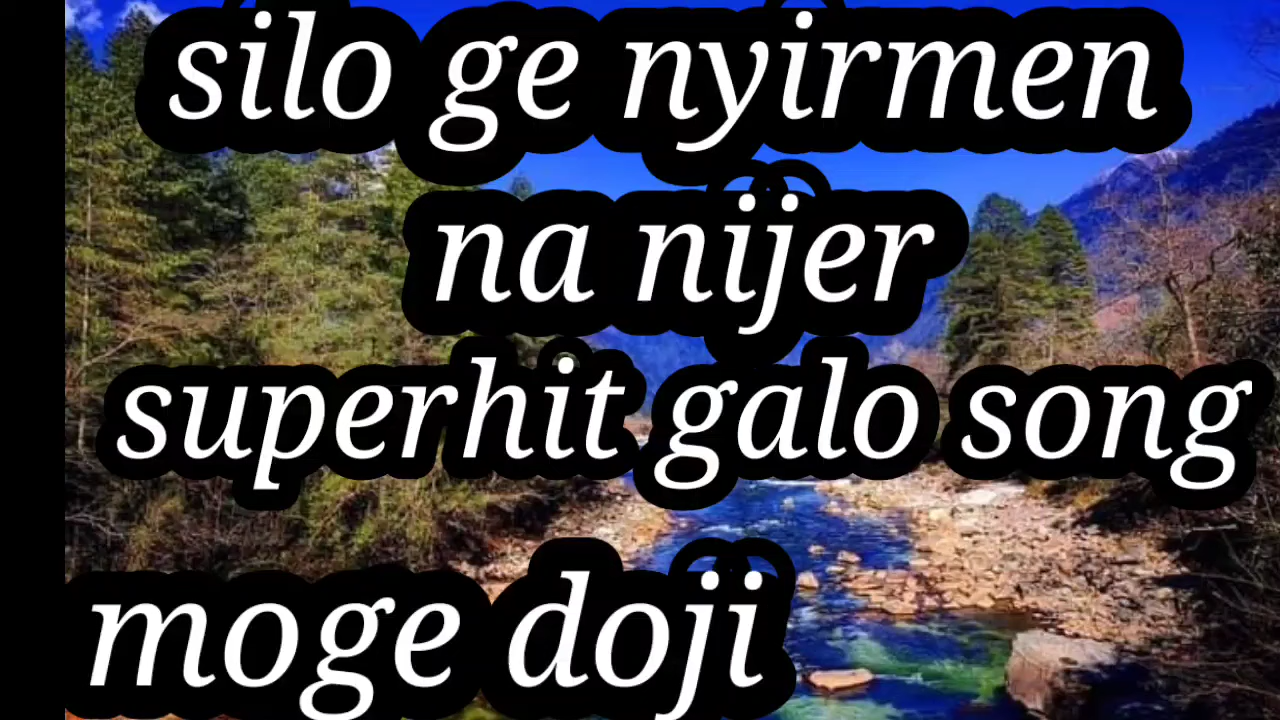 silo ge nyirmen
na nijer
superhit galo song
moge doji